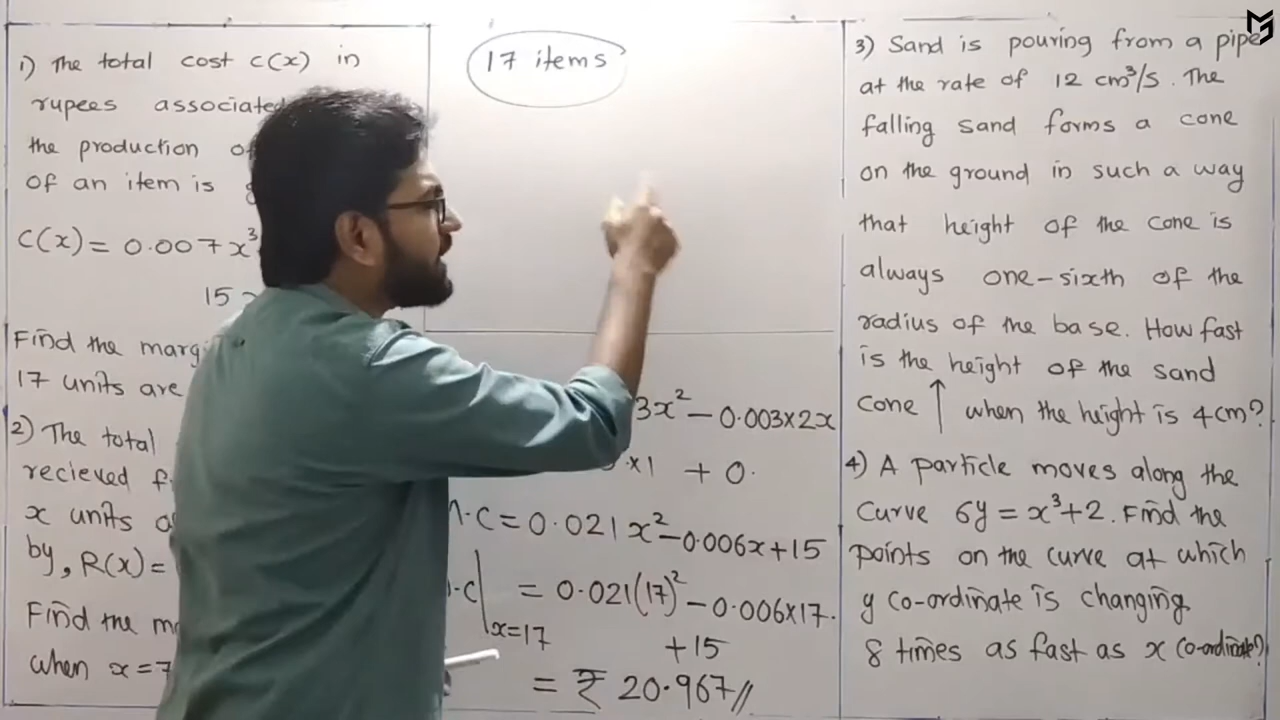 1) The total cost C(x) in
rupees associated
the production
of an item is
C(x) = 0.007x³
15
Find the marg
17 units are
2) The total
recieved f
x units
by, R(x) =
Find the m
when x=7
17 items
3x² - 0.003×2x
×1 + 0.
·C = 0.021x² - 0.006x + 15
·C|x=17 = 0.021(17)² - 0.006×17.
+15
= ₹ 20.967//
3) Sand is pouring from a pipe
at the rate of 12 cm³/s. The
falling sand forms a cone
on the ground in such a way
that height of the cone is
always one-sixth of the
radius of the base. How fast
is the height of the sand
cone ↑ when the height is 4cm?
4) A particle moves along the
curve 6y = x³+2. Find the
points on the curve at which
y co-ordinate is changing
8 times as fast as x co-ordinate?